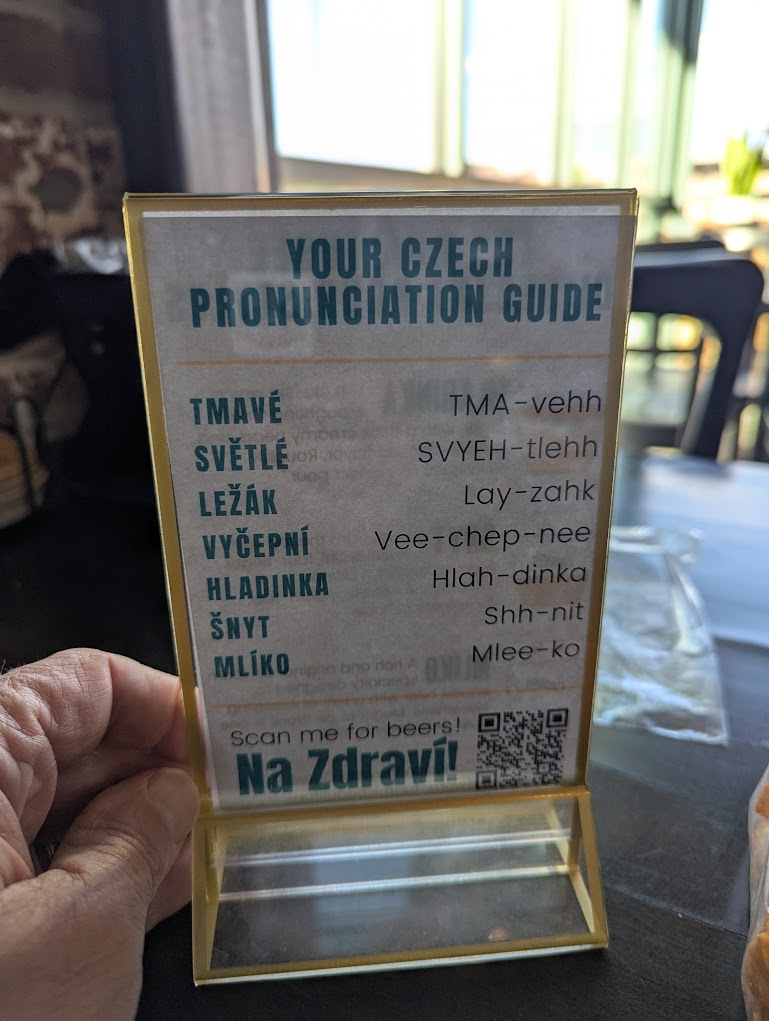 YOUR CZECH
PRONUNCIATION GUIDE
TMAVÉ TMA-vehh
SVĚTLÉ SVYEH-tlehh
LEŽÁK Lay-zahk
VYČEPNÍ Vee-chep-nee
HLADINKA Hlah-dinka
ŠNYT Shh-nit
MLÍKO Mlee-ko
Scan me for beers!
Na Zdraví!